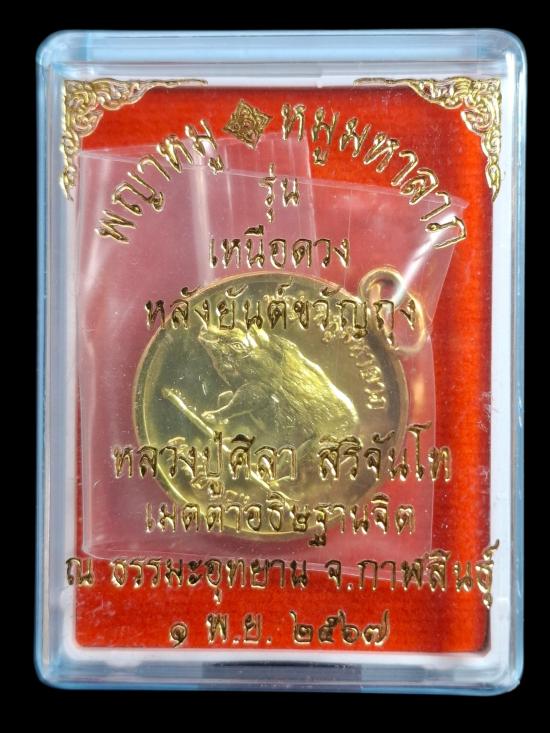 พญาหมู หมูมหาลาภ
รุ่น
เหนือดวง
หลังยันต์ขวัญถุง
หลวงปู่ศิลา สิริจันโท
เมตตาอธิษฐานจิต
ณ ธรรมะอุทยาน จ.กาฬสินธุ์
๑ พ.ย. ๒๕๖๗